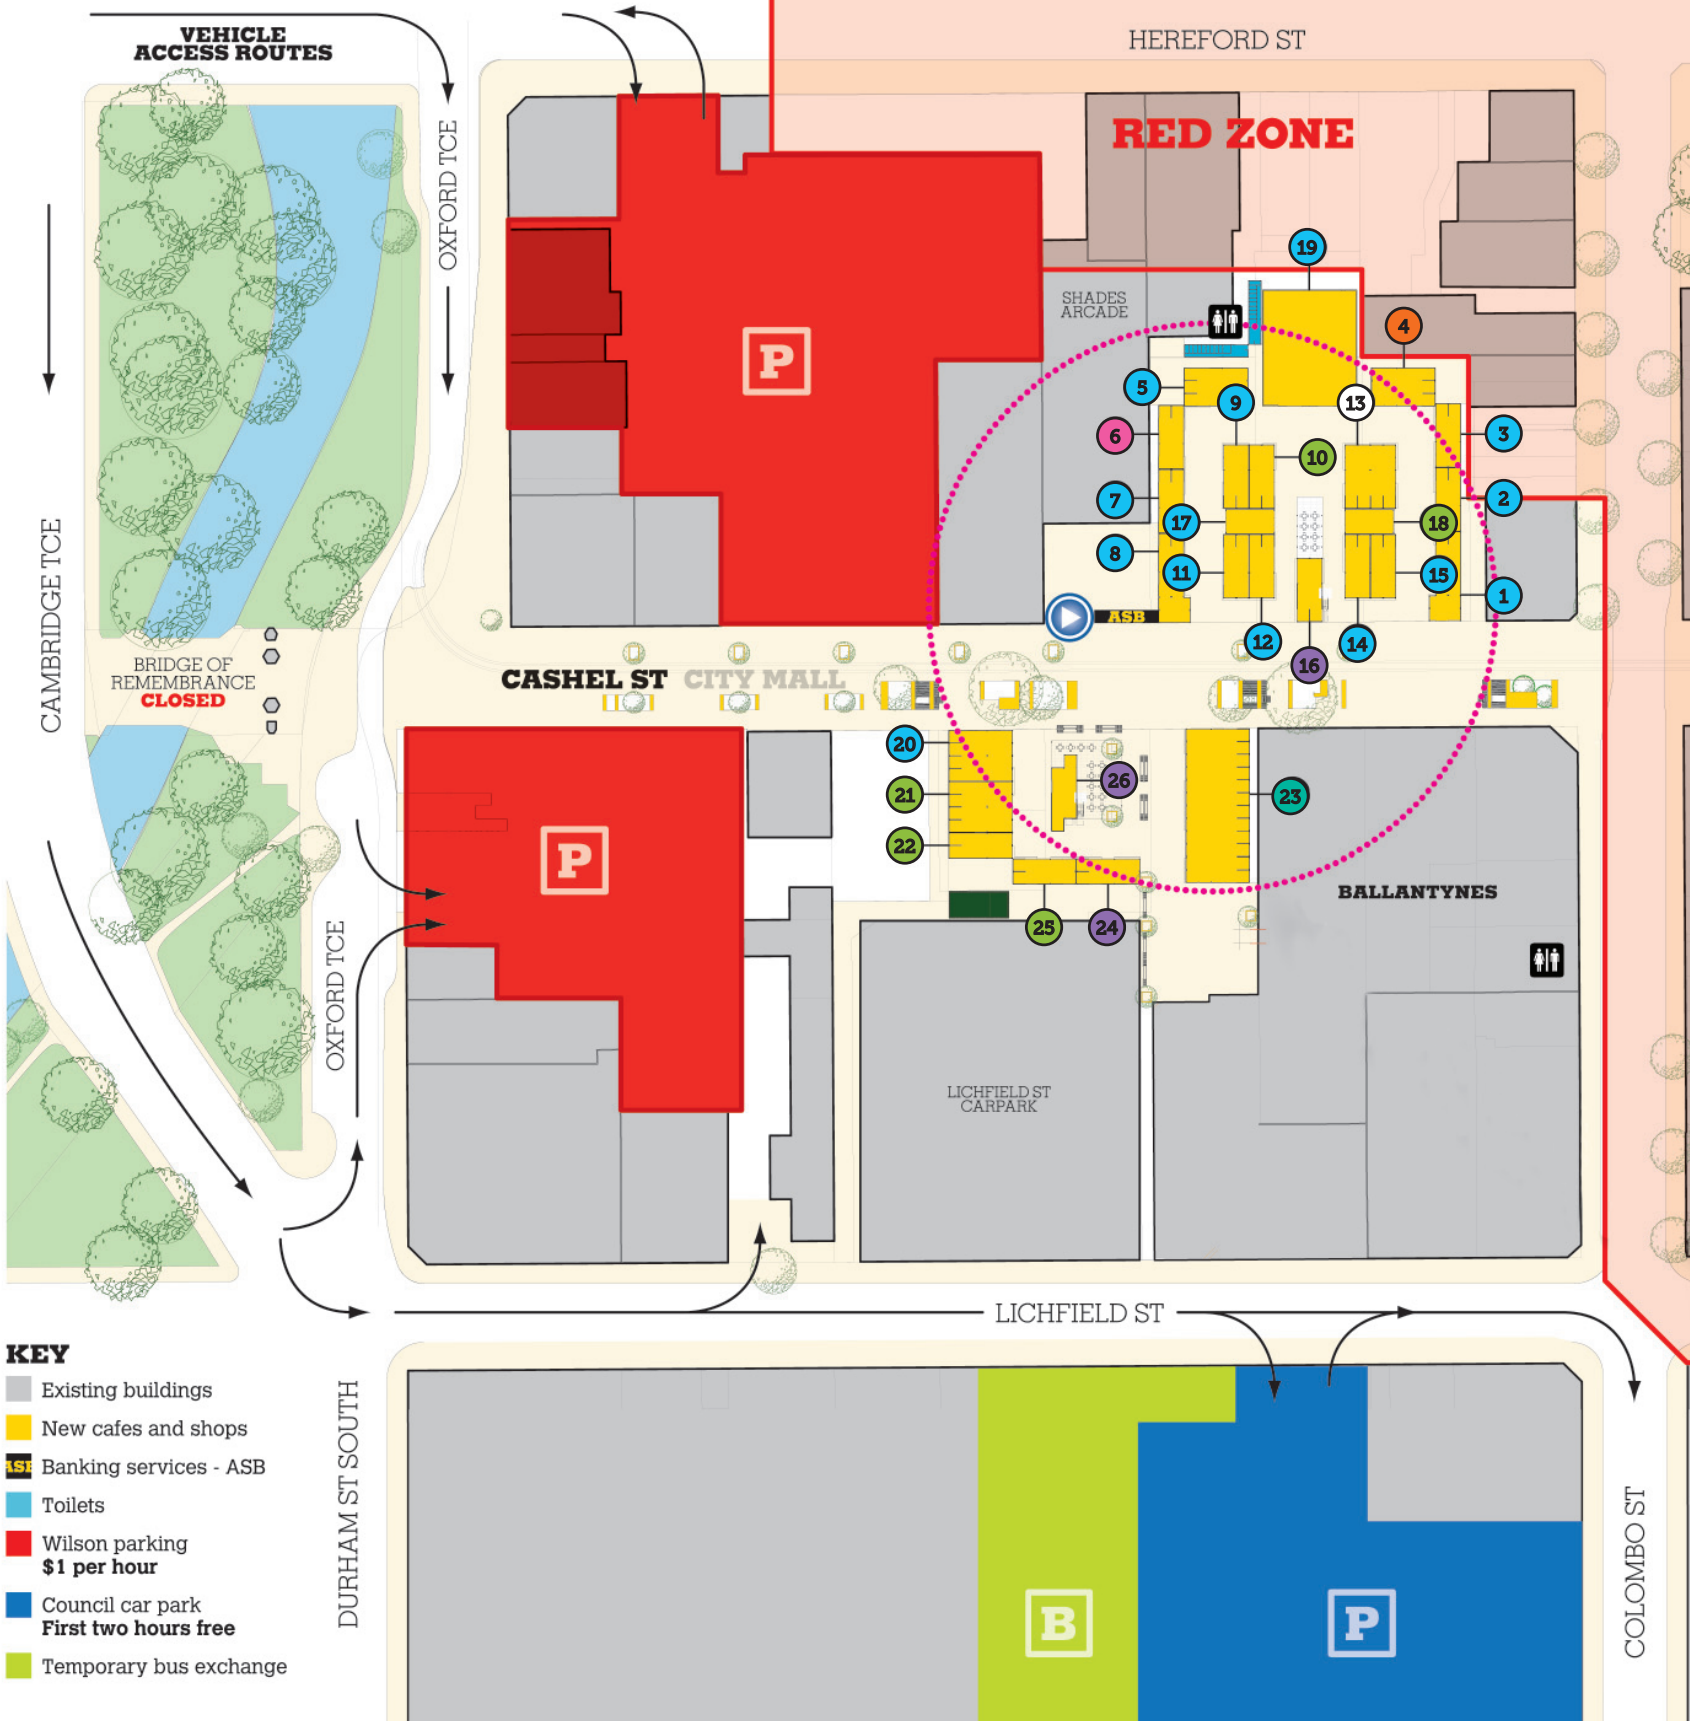 VEHICLE
ACCESS ROUTES
HEREFORD ST
OXFORD TCE
RED ZONE
SHADES
ARCADE
19
4
P
5
9
13
6
3
10
7
2
17
18
8
11
15
1
ASB
12
14
16
CAMBRIDGE TCE
BRIDGE OF
REMEMBRANCE
CLOSED
CASHEL ST CITY MALL
20
26
21
23
22
P
BALLANTYNES
25
24
OXFORD TCE
LICHFIELD ST
CARPARK
LICHFIELD ST
KEY
Existing buildings
New cafes and shops
ASB Banking services - ASB
Toilets
Wilson parking
$1 per hour
Council car park
First two hours free
Temporary bus exchange
DURHAM ST SOUTH
B
P
COLOMBO ST